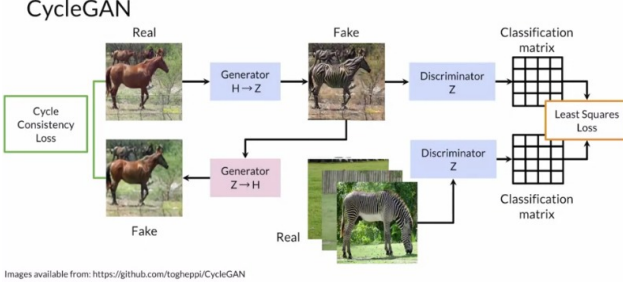 CycleGAN
Real
Fake
Classification
matrix
Generator
H→Z
Discriminator
Z
Cycle
Consistency
Loss
Least Squares
Loss
Generator
Z→H
Discriminator
Z
Fake
Real
Classification
matrix
Images available from: https://github.com/togheppi/CycleGAN